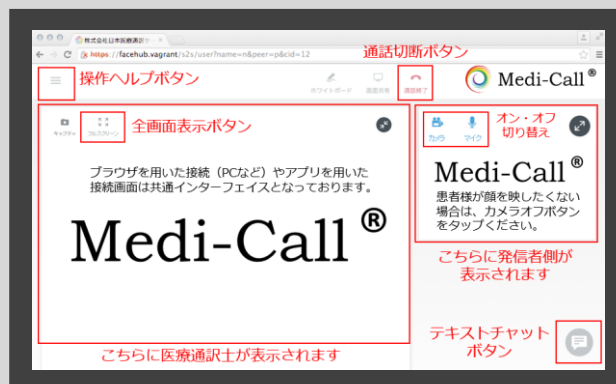 株式会社日本医療通訳サ
通話切断ボタン
https://facehub.vagrant/s2s/user?name=n&peer=p&cid=12
操作ヘルプボタン
ホワイトボード
画面共有
通話終了
Medi-Call®
キャプチャ
フルスクリーン
全画面表示ボタン
カメラ
マイク
オン・オフ
切り替え
ブラウザを用いた接続（PCなど）やアプリを用いた
接続画面は共通インターフェイスとなっております。
Medi-Call®
Medi-Call®
患者様が顔を映したくない
場合は、カメラオフボタン
をタップください。
こちらに発信者側が
表示されます
テキストチャット
ボタン
こちらに医療通訳士が表示されます